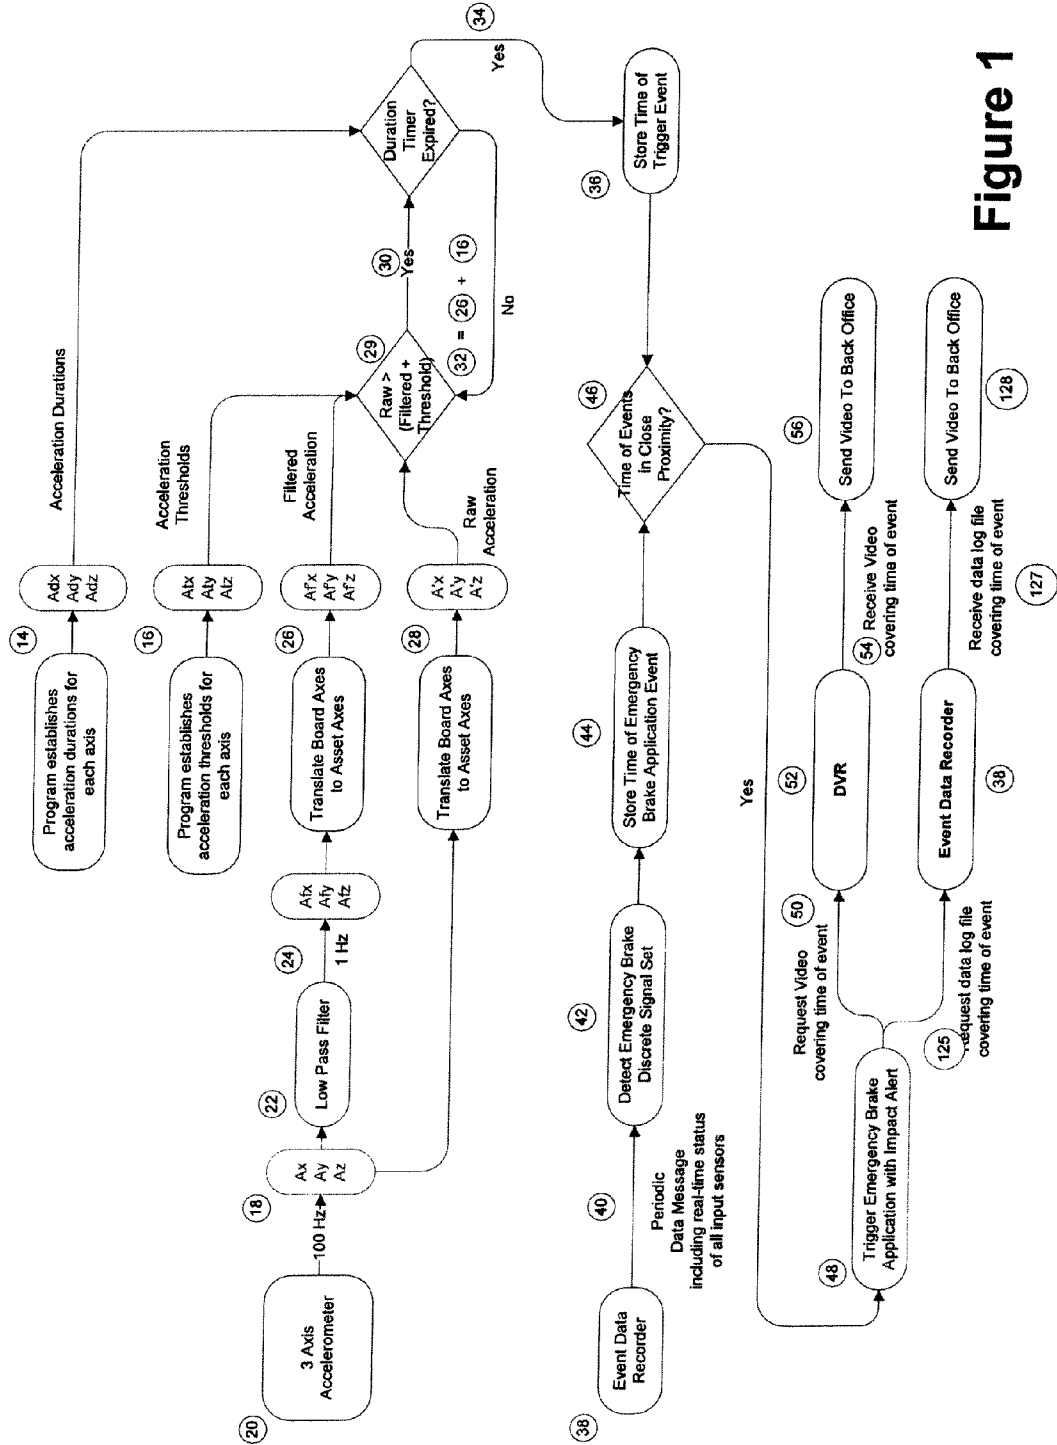 14
Program establishes
acceleration durations for
each axis
Adx
Ady
Adz
Acceleration Durations
16
Program establishes
acceleration thresholds for
each axis
Atx
Aty
Atz
Acceleration
Thresholds
20
3 Axis
Accelerometer
100 Hz
18
Ax
Ay
Az
22
Low Pass Filter
24
1 Hz
Afx
Afy
Afz
Translate Board Axes
to Asset Axes
26
Af'x
Af'y
Af'z
Filtered
Acceleration
Translate Board Axes
to Asset Axes
28
A'x
A'y
A'z
Raw
Acceleration
29
Raw >
(Filtered +
Threshold)
30
Yes
32 = 26 + 16
No
Duration
Timer
Expired?
34
Yes
36
Store Time of
Trigger Event
38
Event Data
Recorder
40
Periodic
Data Message
including real-time status
of all input sensors
42
Detect Emergency Brake
Discrete Signal Set
44
Store Time of Emergency
Brake Application Event
46
Time of Events
in Close
Proximity?
Yes
48
Trigger Emergency Brake
Application with Impact Alert
Request Video
covering time of event
50
52
DVR
54
Receive Video
covering time of event
56
Send Video To Back Office
125
Request data log file
covering time of event
Event Data Recorder
38
Receive data log file
covering time of event
127
Send Video To Back Office
128
Figure 1